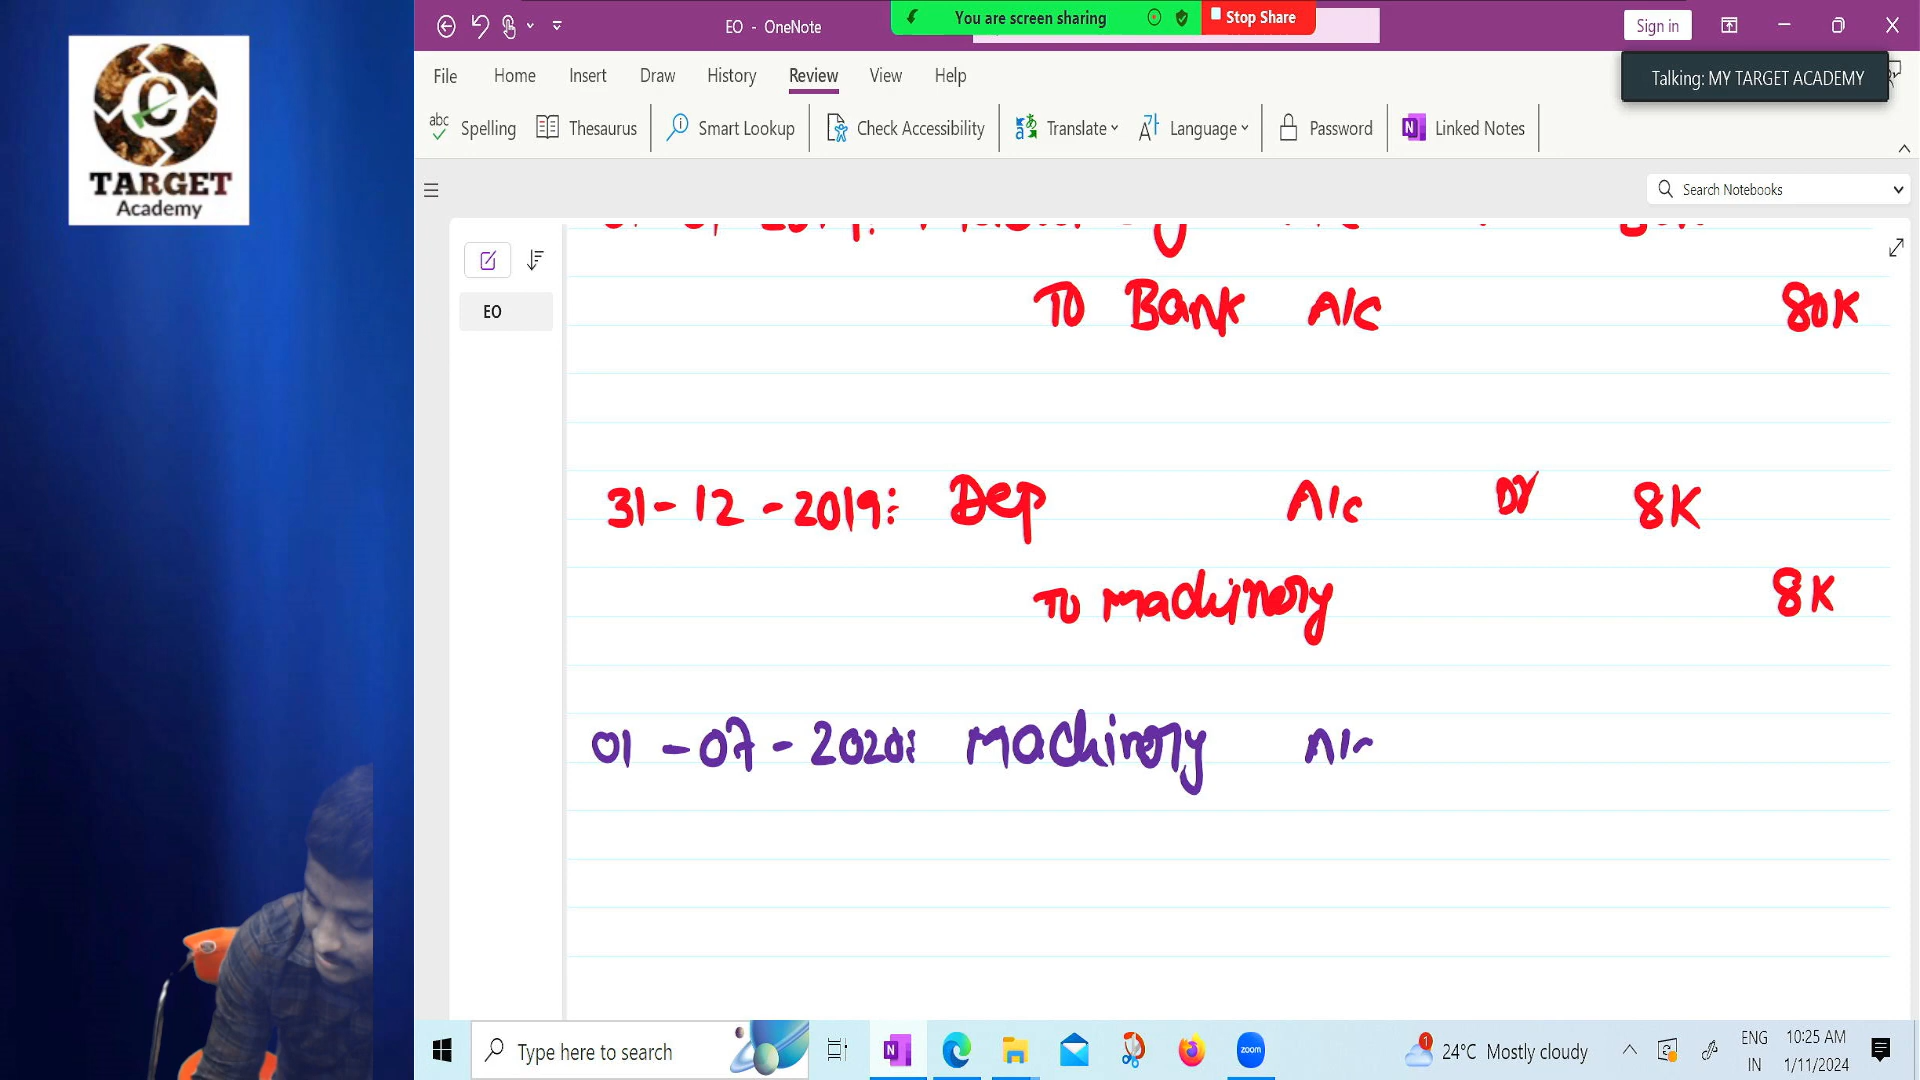 TARGET
Academy
EO - OneNote
You are screen sharing
Stop Share
Sign in
File Home Insert Draw History Review View Help
Talking: MY TARGET ACADEMY
abc Spelling Thesaurus Smart Lookup Check Accessibility Translate Language Password Linked Notes
Search Notebooks
EO
To Bank A/c 80K
31-12-2019: Dep A/c Dr 8K
To machinery 8K
01-07-2020: Machinery A/c
Type here to search
zoom
1
24°C Mostly cloudy
ENG
IN
10:25 AM
1/11/2024